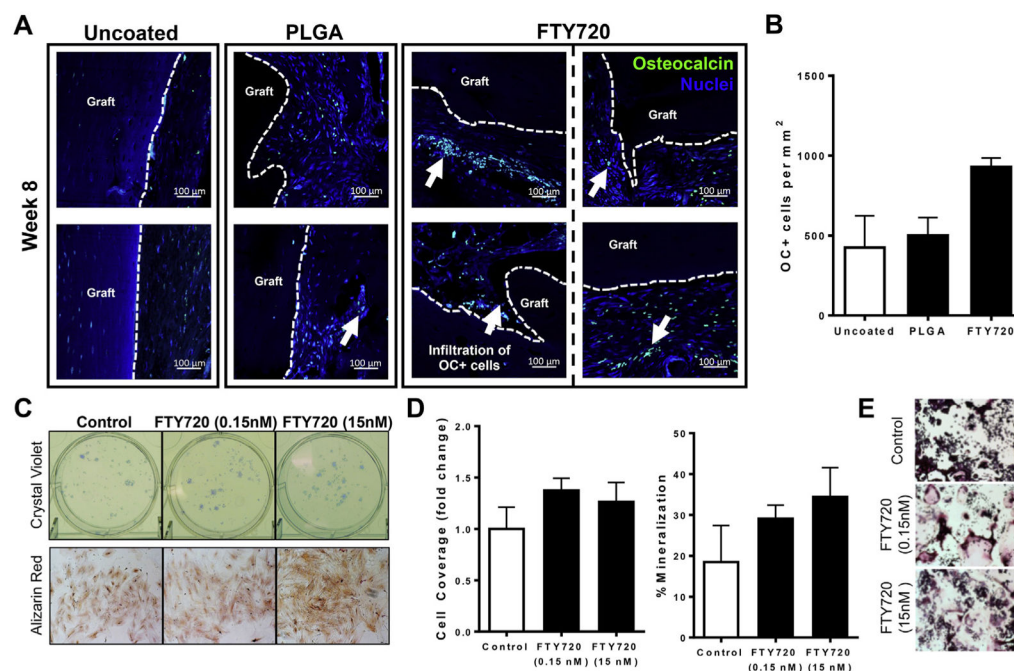 A
Uncoated
PLGA
FTY720
Week 8
Graft
100 µm
Graft
100 µm
Graft
100 µm
Osteocalcin
Nuclei
Graft
100 µm
Graft
100 µm
Graft
100 µm
Graft
Infiltration of
OC+ cells
100 µm
Graft
100 µm
B
OC+ cells per mm²
1500
1000
500
0
Uncoated
PLGA
FTY720
C
Control
FTY720 (0.15nM)
FTY720 (15nM)
Crystal Violet
Alizarin Red
D
Cell Coverage (fold change)
2.0
1.5
1.0
0.5
0.0
Control
FTY720
(0.15 nM)
FTY720
(15 nM)
%Mineralization
50
40
30
20
10
0
Control
FTY720
(0.15 nM)
FTY720
(15 nM)
E
Control
FTY720
(0.15nM)
FTY720
(15nM)